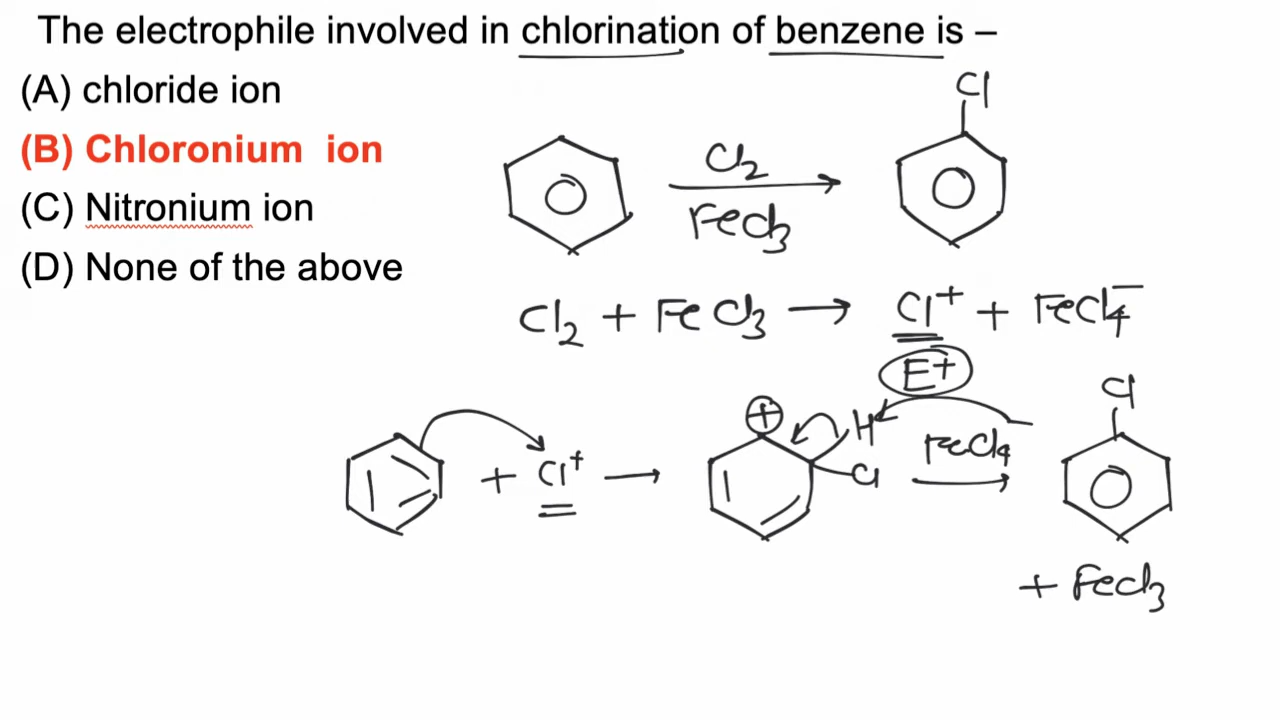 The electrophile involved in chlorination of benzene is –
(A) chloride ion
(B) Chloronium ion
(C) Nitronium ion
(D) None of the above
Cl
Cl2
FeCl3
Cl2 + FeCl3 → Cl+ + FeCl4-
E+
+ Cl+ →
+
H
Cl
FeCl4
Cl
+ FeCl3